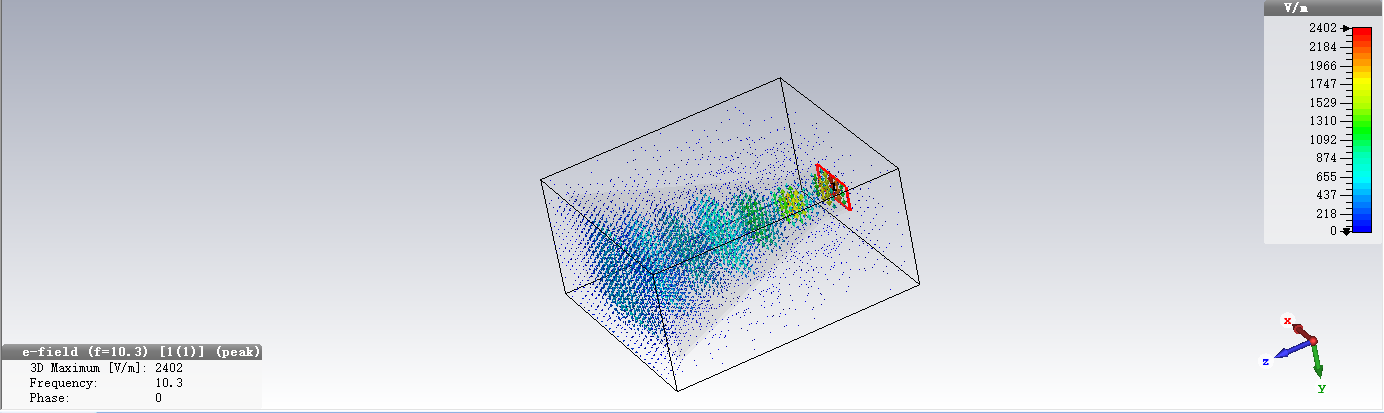 V/m
2402
2184
1966
1747
1529
1310
1092
874
655
437
218
0
x
z
y
e-field (f=10.3) [1(1)] (peak)
3D Maximum [V/m]: 2402
Frequency: 10.3
Phase: 0